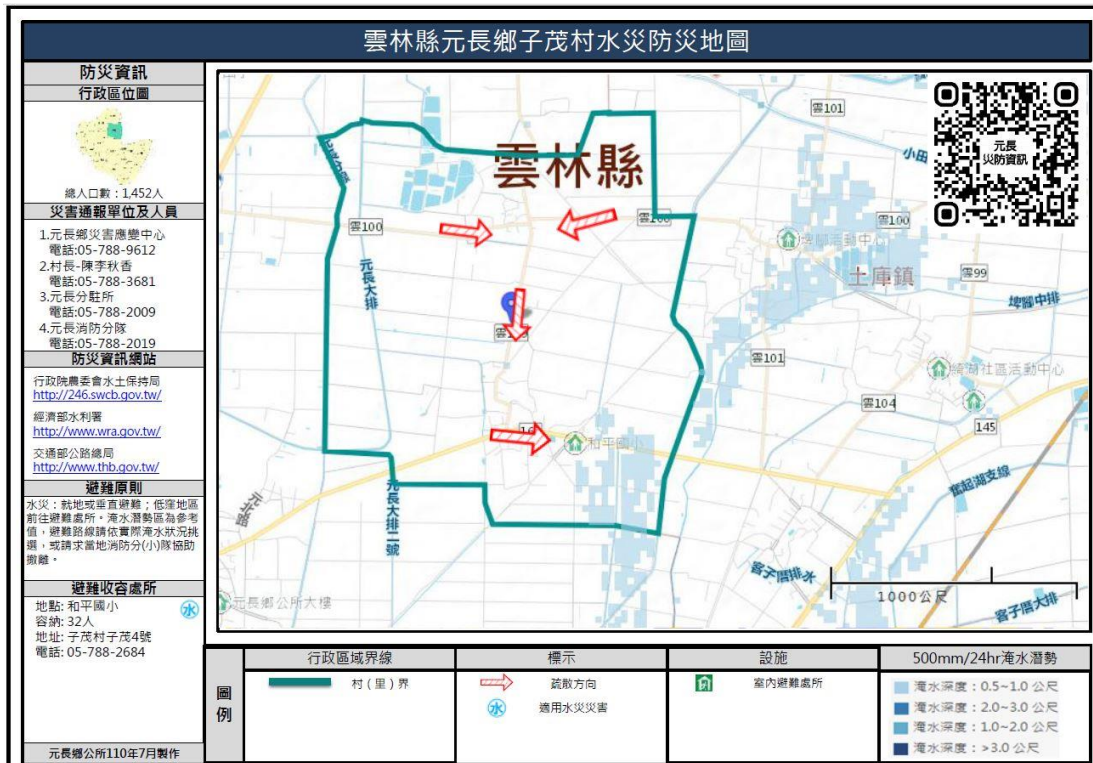 雲林縣元長鄉子茂村水災防災地圖
防災資訊
行政區位圖
總人口數：1,452人
災害通報單位及人員
1.元長鄉災害應變中心
電話:05-788-9612
2.村長-陳李秋香
電話:05-788-3681
3.元長分駐所
電話:05-788-2009
4.元長消防分隊
電話:05-788-2019
防災資訊網站
行政院農委會水土保持局
http://246.swcb.gov.tw/
經濟部水利署
http://www.wra.gov.tw/
交通部公路總局
http://www.thb.gov.tw/
避難原則
水災：就地或垂直避難；低窪地區
前往避難處所。淹水潛勢區為參考
值，避難路線請依實際淹水狀況挑
選，或請求當地消防分(小)隊協助
撤離。
避難收容處所
地點: 和平國小
水
容納: 32人
地址: 子茂村子茂4號
電話: 05-788-2684
元長鄉公所110年7月製作
雲101
元長
災防資訊
小田
雲林縣
雲100
雲100
埤腳活動中心
土庫鎮
雲99
元長大排
埤腳中排
雲101
社區活動中心
雲104
145
和平國小
元長大排二號
舊起湖支線
客子厝排水
1000公尺
元長鄉公所大樓
客子厝大排
圖例
行政區域界線
標示
設施
500mm/24hr淹水潛勢
村（里）界
疏散方向
室內避難處所
淹水深度：0.5~1.0 公尺
水
適用水災災害
淹水深度：2.0~3.0 公尺
淹水深度：1.0~2.0 公尺
淹水深度：>3.0 公尺